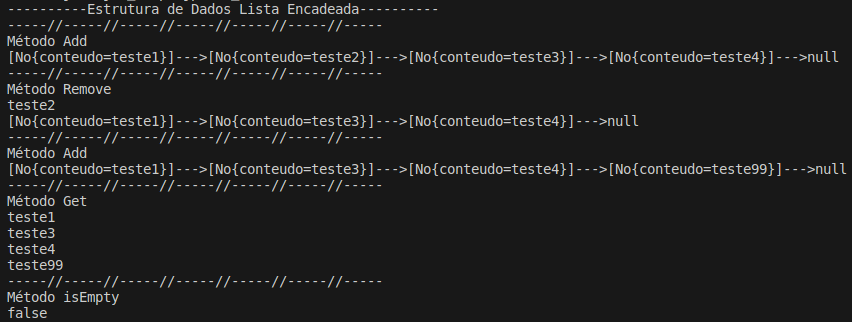 ----------Estrutura de Dados Lista Encadeada----------
-----//-----//-----//-----//-----//-----//-----
Método Add
[No{conteudo=teste1}]--->[No{conteudo=teste2}]--->[No{conteudo=teste3}]--->[No{conteudo=teste4}]--->null
-----//-----//-----//-----//-----//-----//-----
Método Remove
teste2
[No{conteudo=teste1}]--->[No{conteudo=teste3}]--->[No{conteudo=teste4}]--->null
-----//-----//-----//-----//-----//-----//-----
Método Add
[No{conteudo=teste1}]--->[No{conteudo=teste3}]--->[No{conteudo=teste4}]--->[No{conteudo=teste99}]--->null
-----//-----//-----//-----//-----//-----//-----
Método Get
teste1
teste3
teste4
teste99
-----//-----//-----//-----//-----//-----//-----
Método isEmpty
false